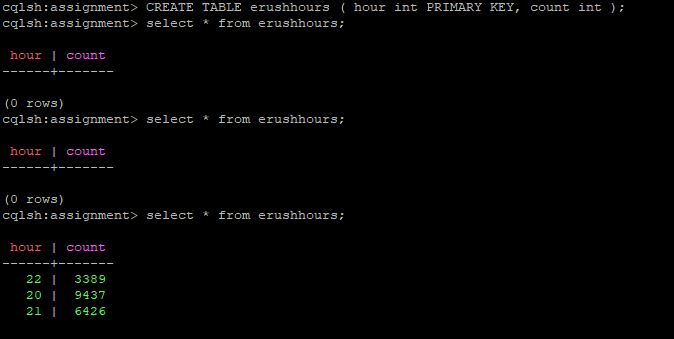 cqlsh:assignment> CREATE TABLE erushhours ( hour int PRIMARY KEY, count int );
cqlsh:assignment> select * from erushhours;
hour | count
------+-------
(0 rows)
cqlsh:assignment> select * from erushhours;
hour | count
------+-------
(0 rows)
cqlsh:assignment> select * from erushhours;
hour | count
------+-------
22 | 3389
20 | 9437
21 | 6426